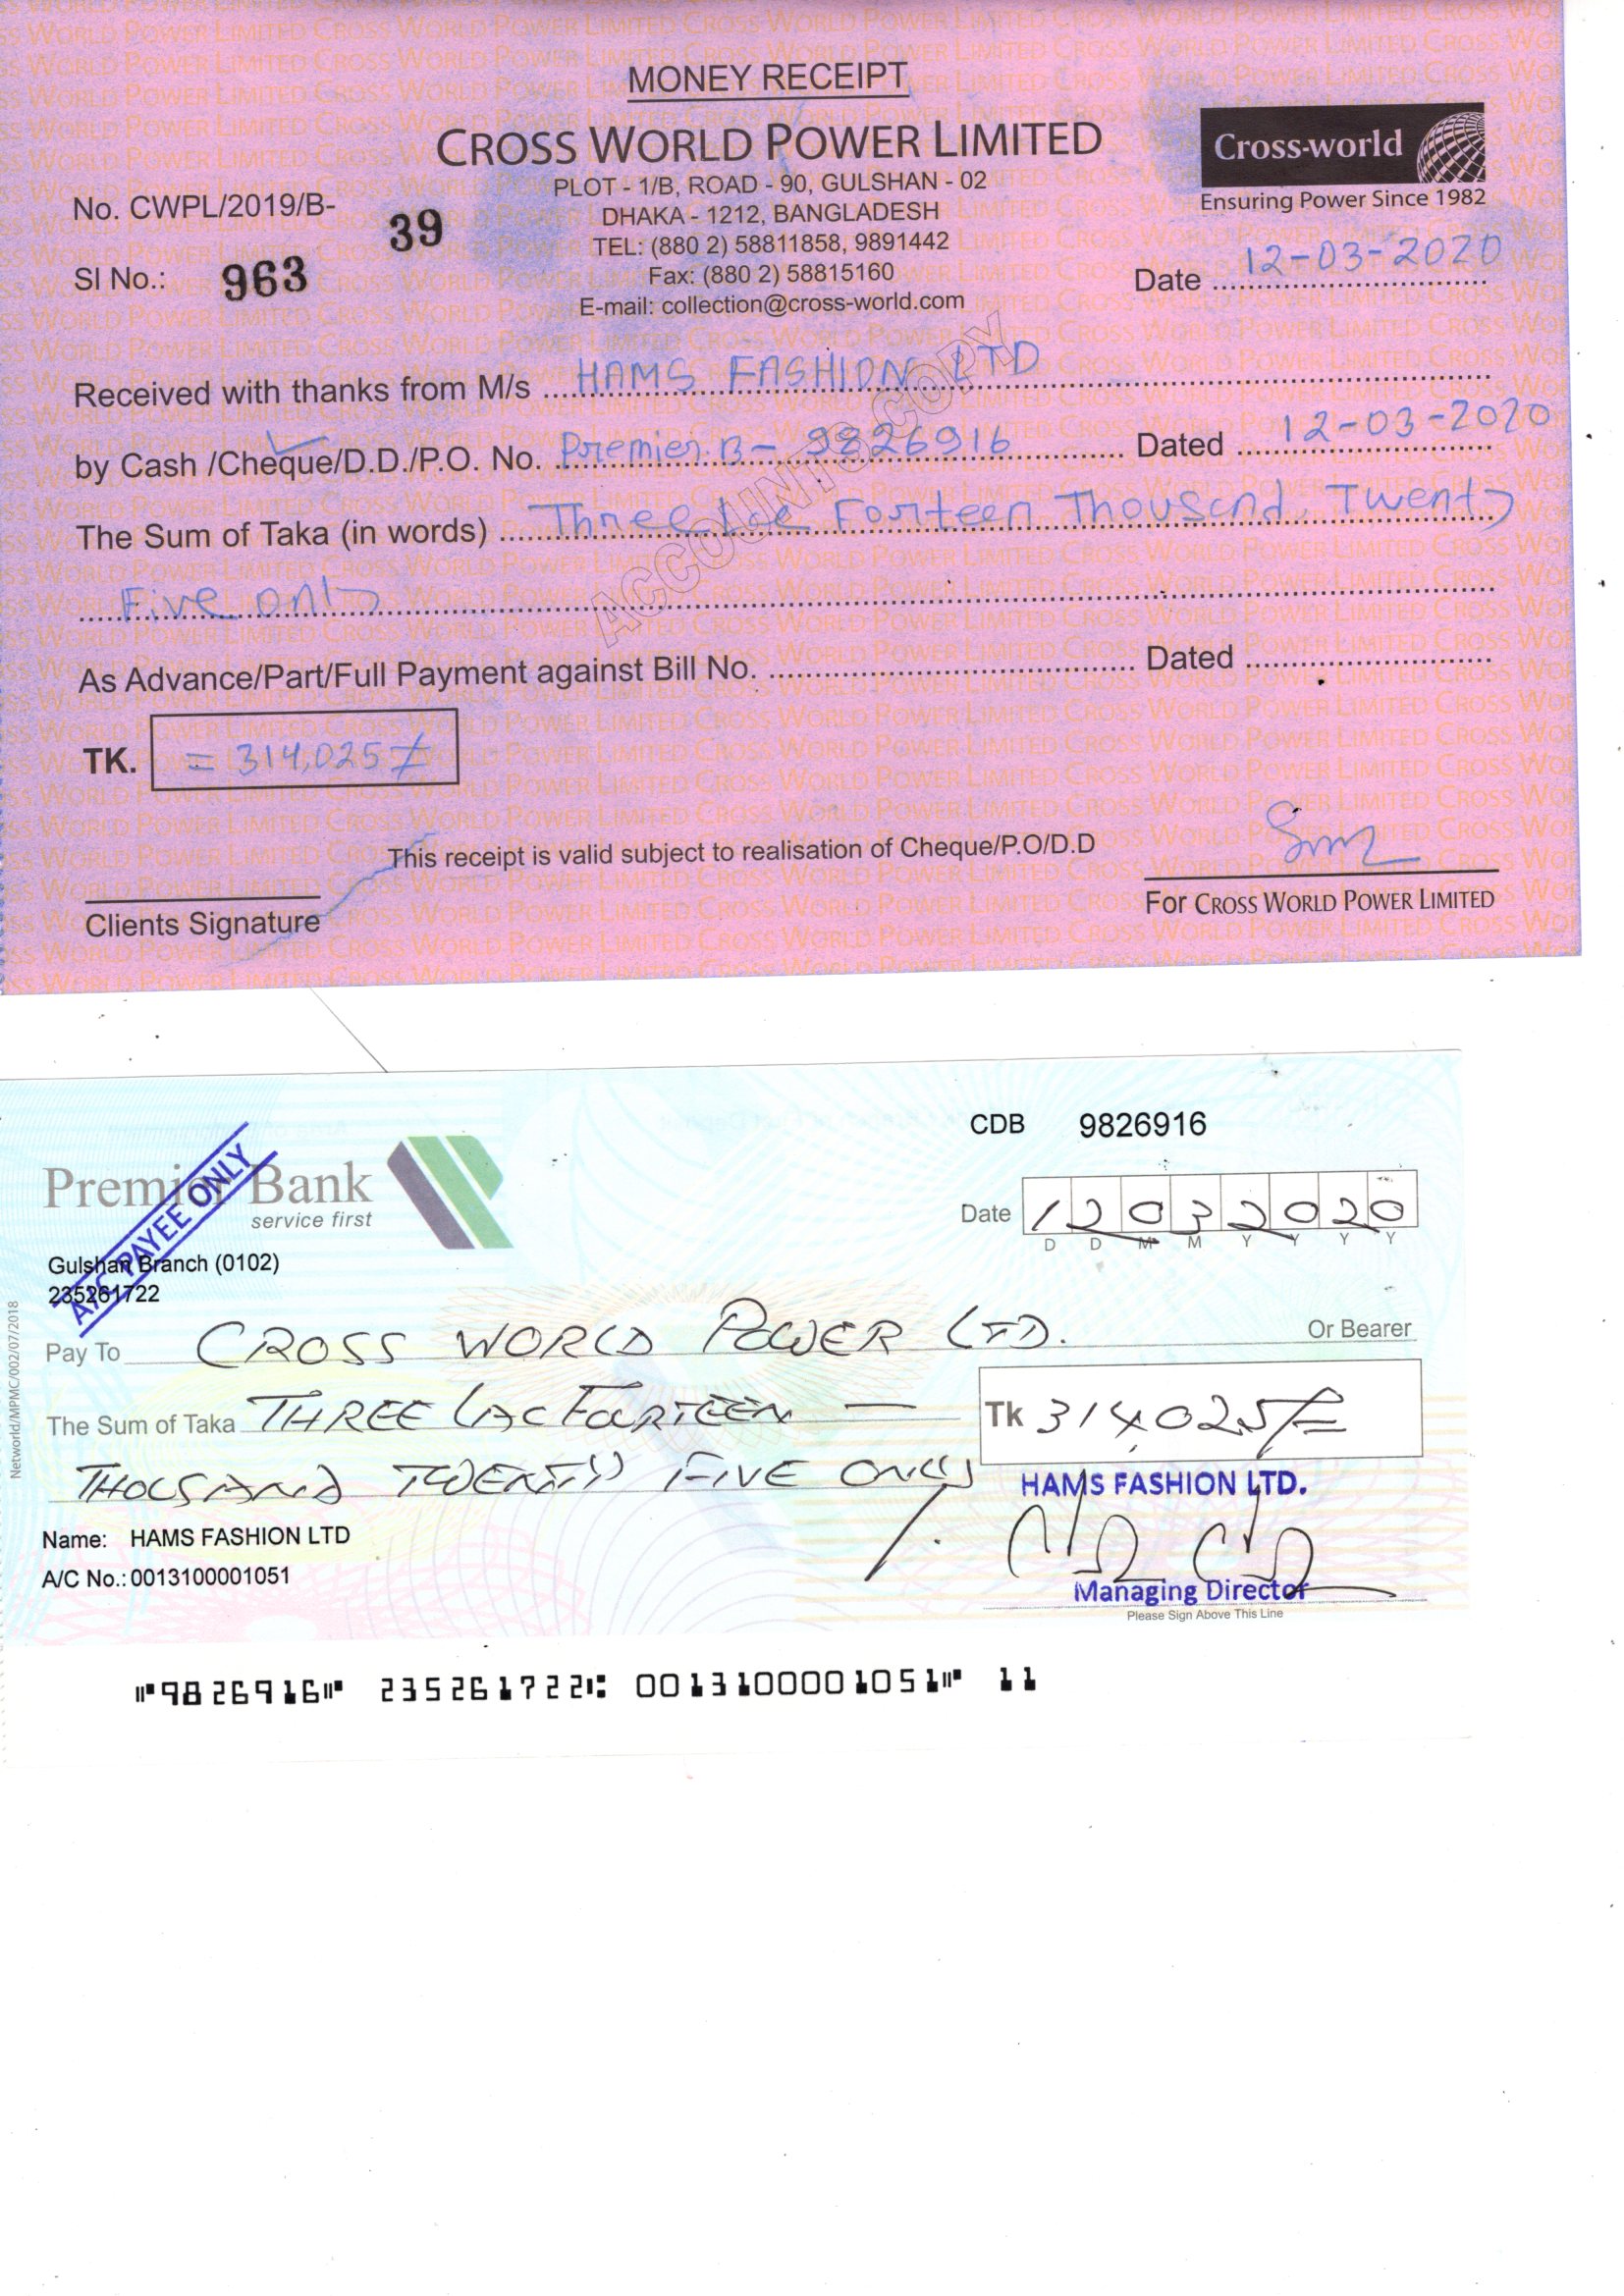 MONEY RECEIPT
CROSS WORLD POWER LIMITED
PLOT - 1/B, ROAD - 90, GULSHAN - 02
DHAKA - 1212, BANGLADESH
TEL: (880 2) 58811858, 9891442
Fax: (880 2) 58815160
E-mail: collection@cross-world.com
Cross-world
Ensuring Power Since 1982
No. CWPL/2019/B- 39
Sl No.: 963
Date 12-03-2020
Received with thanks from M/s HAMS FASHION LTD
by Cash /Cheque/D.D./P.O. No. Premier B- 9826916 Dated 12-03-2020
The Sum of Taka (in words) Three Forteen Thousand, Twenty
Five only
ACCOUNTS COPY
As Advance/Part/Full Payment against Bill No. Dated
TK. = 314,025/=
This receipt is valid subject to realisation of Cheque/P.O/D.D
Clients Signature
For CROSS WORLD POWER LIMITED
CDB 9826916
Premier Bank
service first
A/C PAYEE ONLY
Date 12032020
D D M M Y Y Y Y
Gulshan Branch (0102)
235261722
Pay To CROSS WORLD POWER LTD. Or Bearer
The Sum of Taka THREE LAC FOURTEEN —
Tk 314,025/=
THOUSAND TWENTY FIVE ONLY
HAMS FASHION LTD.
Name: HAMS FASHION LTD
A/C No.: 0013100001051
Managing Director
Please Sign Above This Line
Networld/MPMC/002/07/2018
⑈9826916⑈ 235261722⑆ 0013100001051⑈ 11